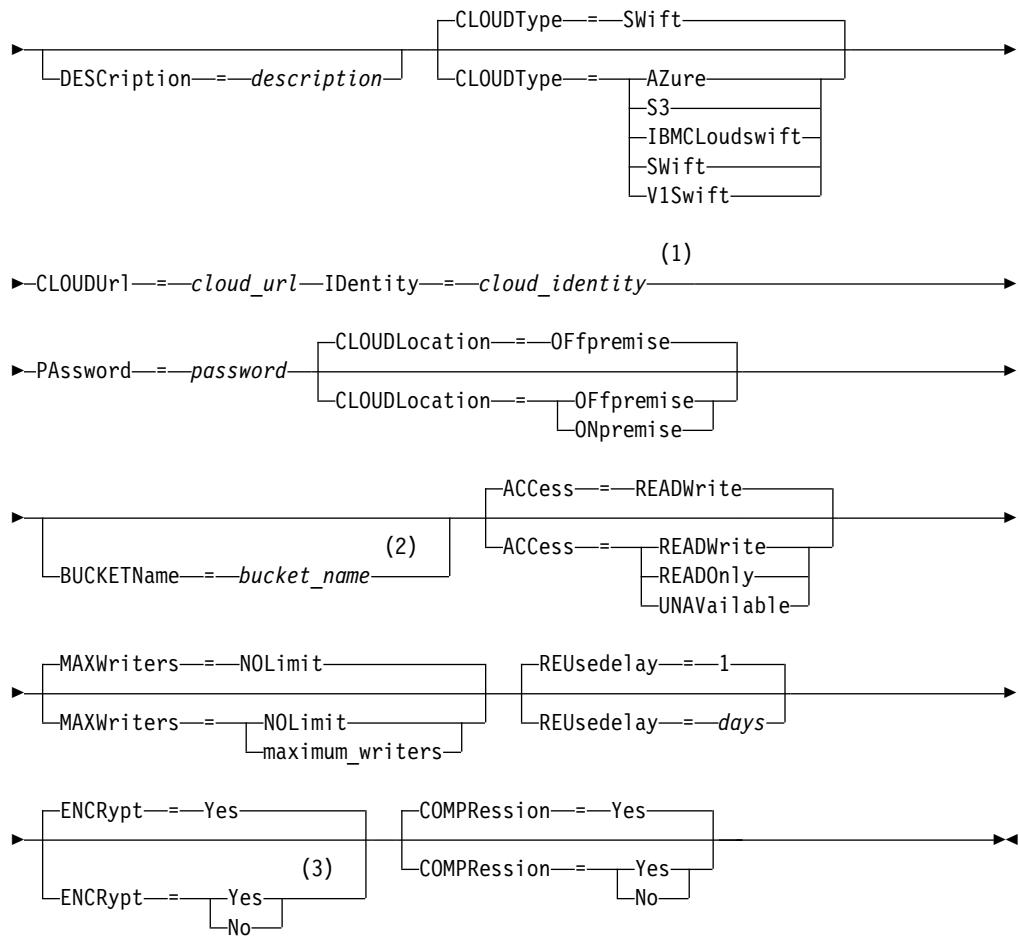 CLOUDType = SWift
DESCription = description
CLOUDType = AZure
S3
IBMCLoudswift
SWift
V1Swift
(1)
CLOUDUrl = cloud_url IDentity = cloud_identity
CLOUDLocation = OFfpremise
PAssword = password
CLOUDLocation = OFfpremise
ONpremise
ACCess = READWrite
(2)
BUCKETName = bucket_name
ACCess = READWrite
READOnly
UNAVailable
MAXWriters = NOLimit REUsedelay = 1
MAXWriters = NOLimit REUsedelay = days
maximum_writers
ENCRypt = Yes COMPRession = Yes
(3)
ENCRypt = Yes COMPRession = Yes
No No